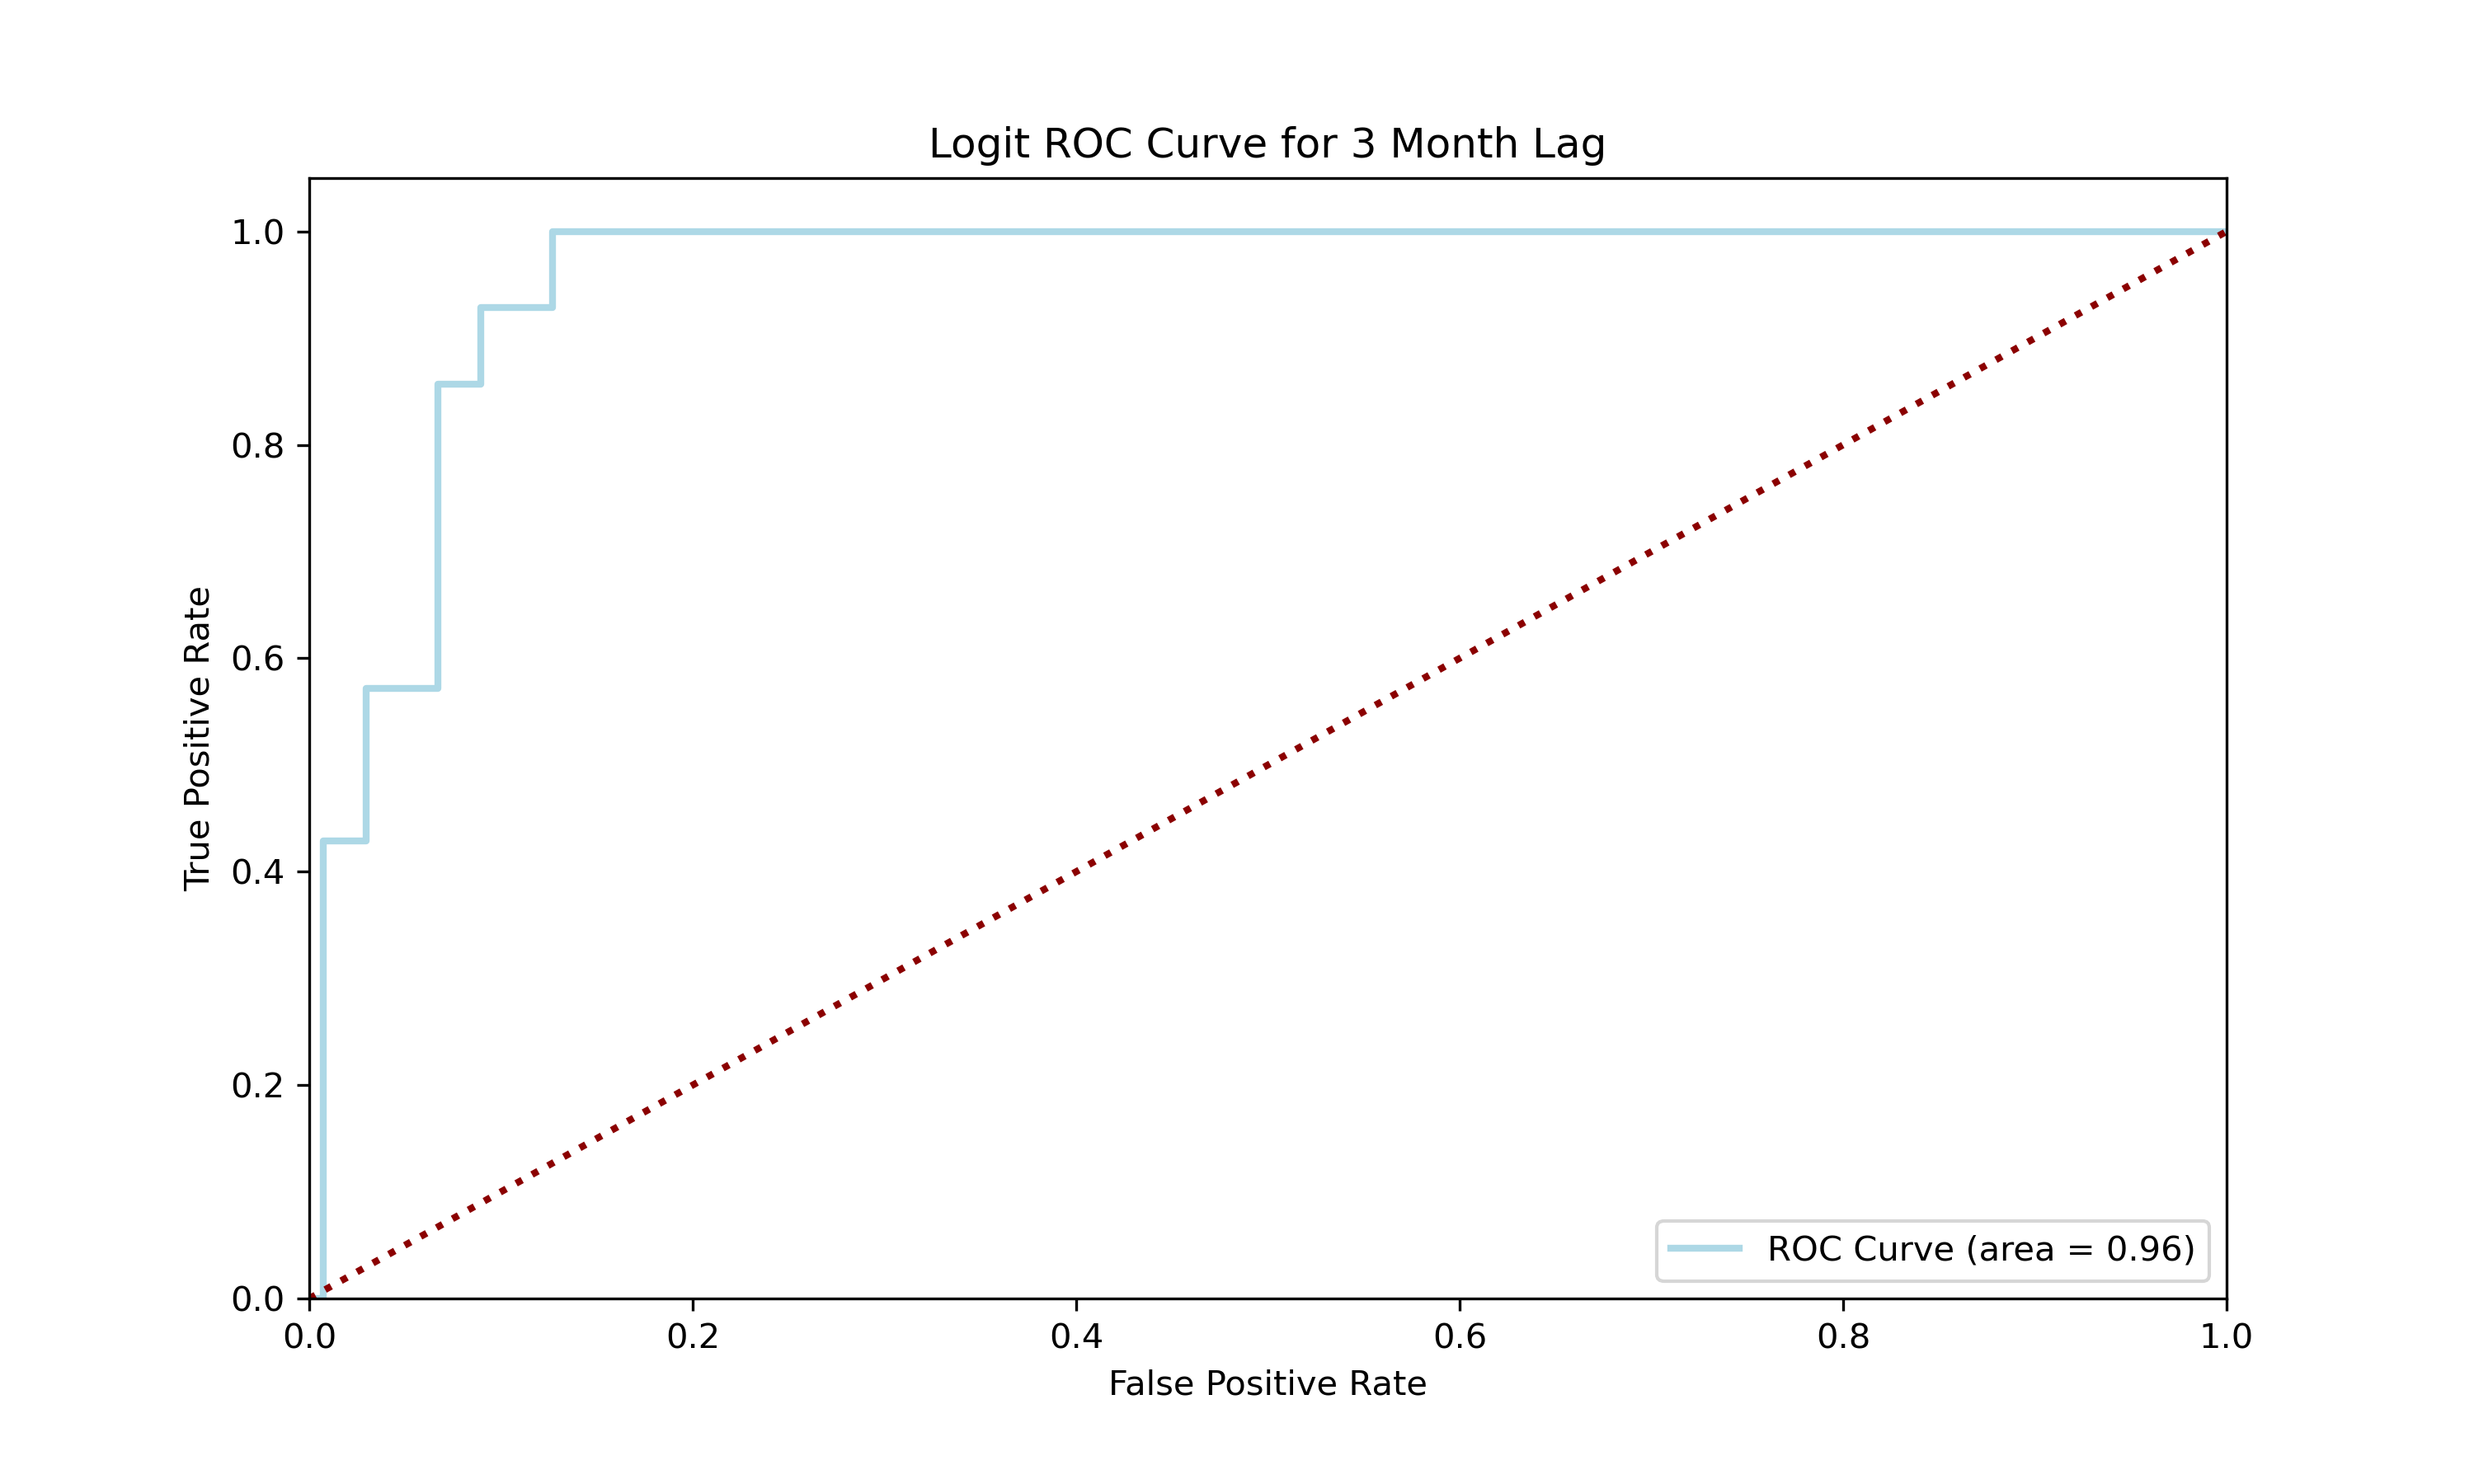 Logit ROC Curve for 3 Month Lag
True Positive Rate
1.0
0.8
0.6
0.4
0.2
0.0
0.0 0.2 0.4 0.6 0.8 1.0
False Positive Rate
ROC Curve (area = 0.96)